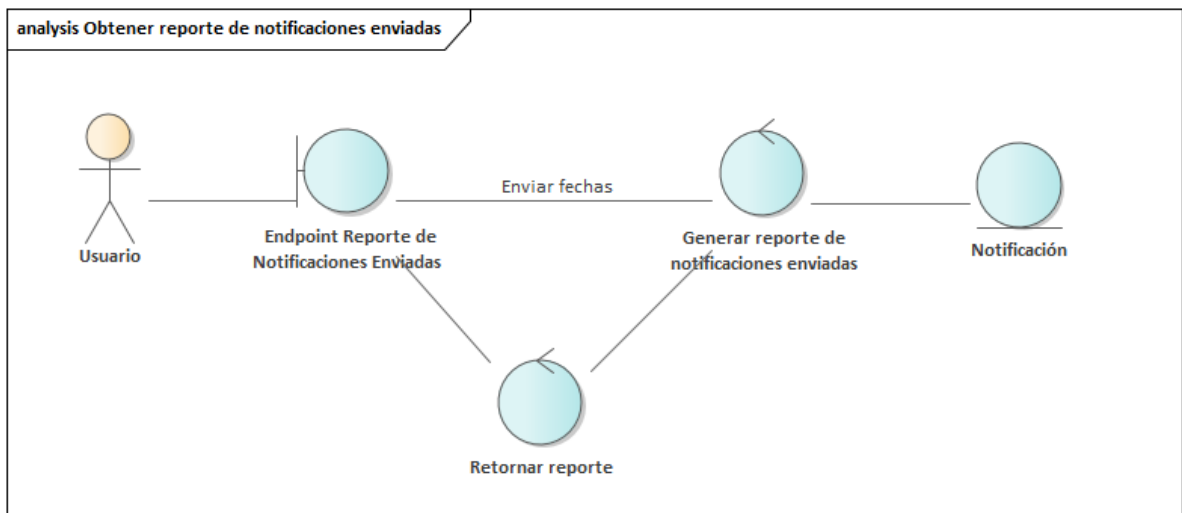 analysis Obtener reporte de notificaciones enviadas
Enviar fechas
Usuario
Endpoint Reporte de
Notificaciones Enviadas
Generar reporte de
notificaciones enviadas
Notificación
Retornar reporte